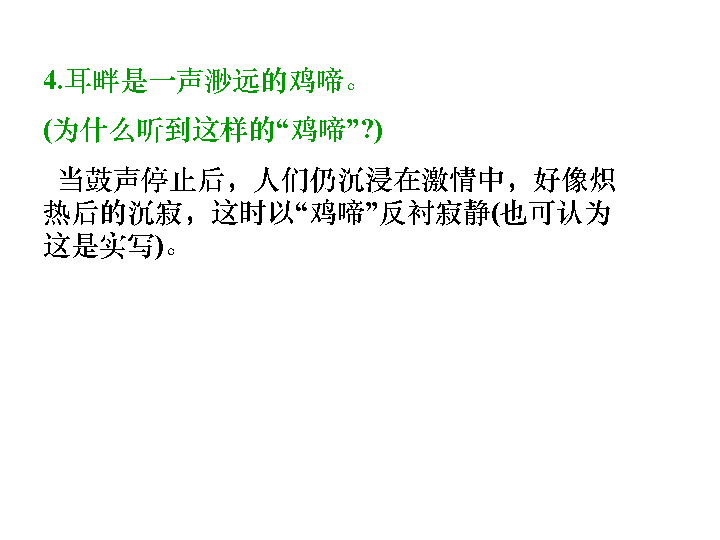 4.耳畔是一声渺远的鸡啼。
(为什么听到这样的“鸡啼”?)
当鼓声停止后，人们仍沉浸在激情中，好像炽
热后的沉寂，这时以“鸡啼”反衬寂静(也可认为
这是实写)。